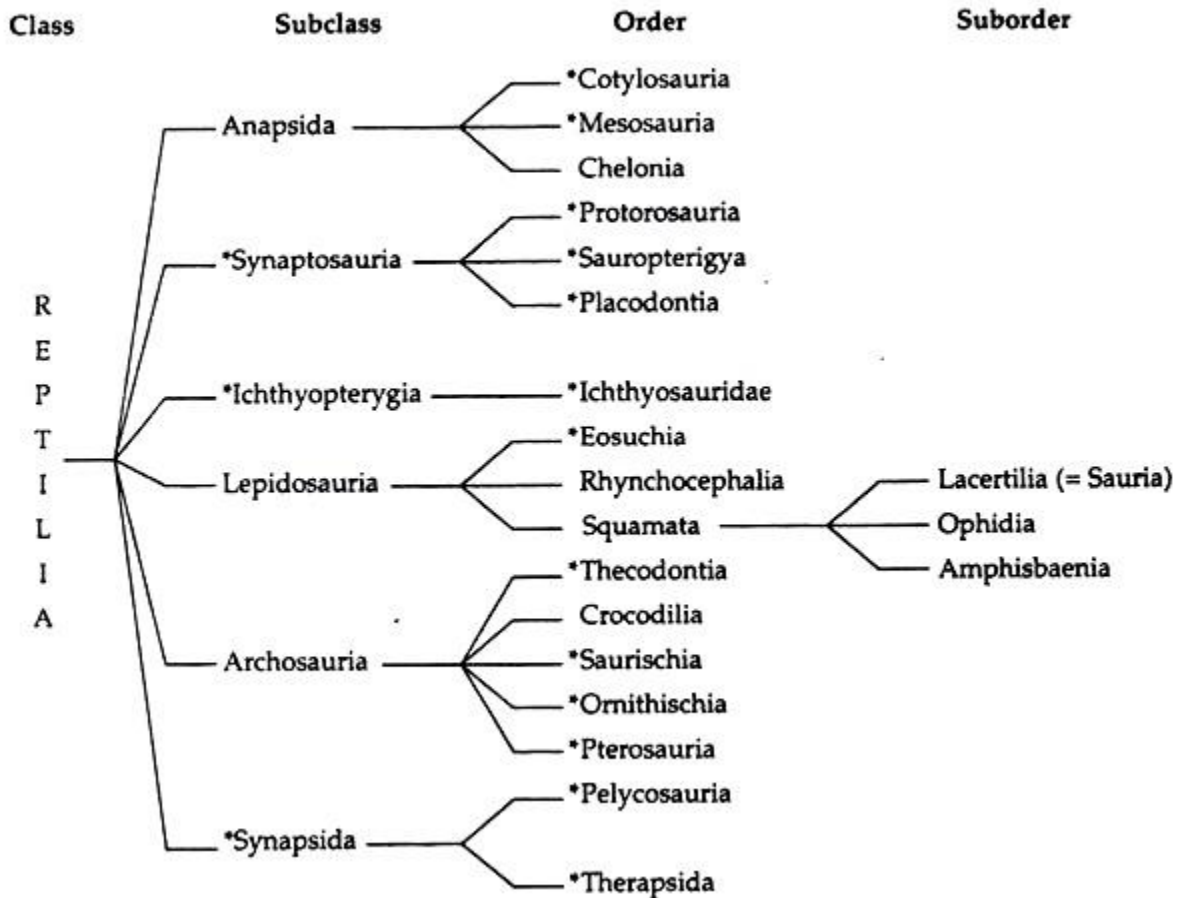 Class Subclass Order Suborder
*Cotylosauria
Anapsida *Mesosauria
Chelonia
*Protorosauria
*Synaptosauria *Sauropterigya
*Placodontia
*Ichthyopterygia *Ichthyosauridae
*Eosuchia
Lepidosauria Rhynchocephalia Lacertilia (= Sauria)
Squamata Ophidia
*Thecodontia Amphisbaenia
Crocodilia
Archosauria *Saurischia
*Ornithischia
*Pterosauria
*Pelycosauria
*Synapsida
*Therapsida
R
E
P
T
I
L
I
A